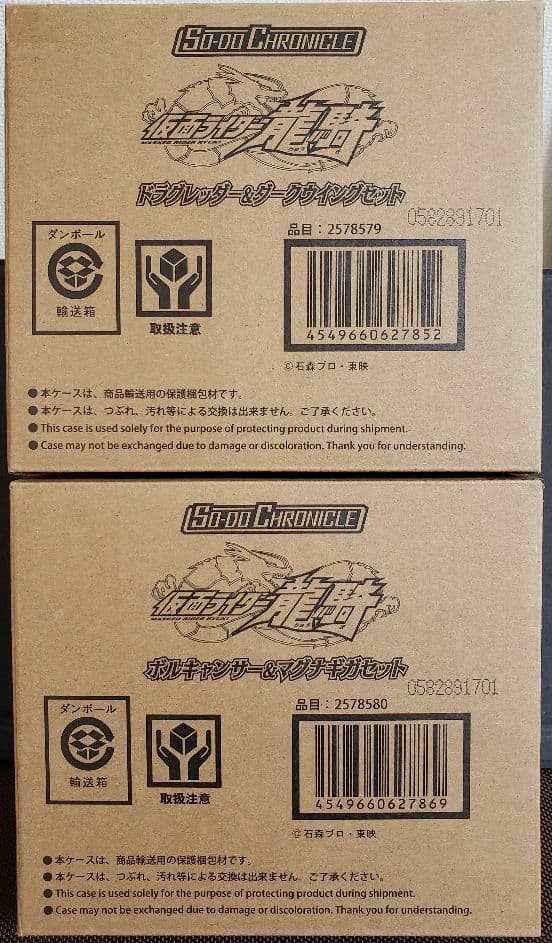 SO-DO CHRONICLE
仮面ライダー龍騎
MASKED RIDER RYUKI
ドラグレッダー&ダークウイングセット
0582891701
ダンボール
輸送箱
取扱注意
品目:2578579
4549660627852
©石森プロ・東映
●本ケースは、商品輸送用の保護梱包材です.
●本ケースは、つぶれ、汚れ等による交換は出来ません. ご了承ください。
●This case is used solely for the purpose of protecting product during shipment.
●Case may not be exchanged due to damage or discoloration. Thank you for understanding.
SO-DO CHRONICLE
仮面ライダー龍騎
MASKED RIDER RYUKI
ボルキャンサー&マグナギガセット
0582891701
ダンボール
輸送箱
取扱注意
品目:2578580
4549660627869
©石森プロ・東映
●本ケースは、商品輸送用の保護梱包材です.
●本ケースは、つぶれ、汚れ等による交換は出来ません. ご了承ください。
●This case is used solely for the purpose of protecting product during shipment.
●Case may not be exchanged due to damage or discoloration. Thank you for understanding.